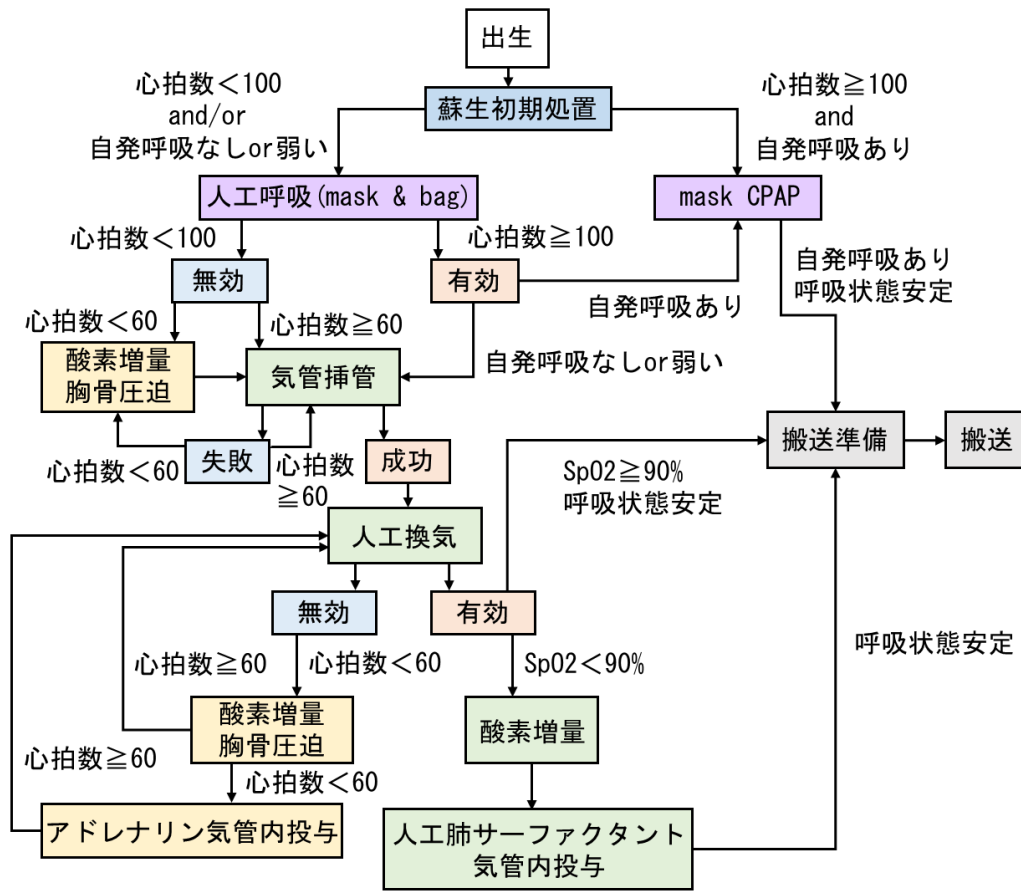 出生
心拍数<100
and/or
自発呼吸なしor弱い
蘇生初期処置
心拍数≧100
and
自発呼吸あり
人工呼吸(mask & bag)
mask CPAP
心拍数<100
心拍数≧100
無効
有効
自発呼吸あり
自発呼吸あり
呼吸状態安定
心拍数<60
心拍数≧60
酸素増量
胸骨圧迫
気管挿管
自発呼吸なしor弱い
心拍数<60
失敗
心拍数
≧60
成功
搬送準備
搬送
SpO2≧90%
呼吸状態安定
人工換気
無効
有効
心拍数≧60
心拍数<60
SpO2<90%
呼吸状態安定
酸素増量
胸骨圧迫
酸素増量
心拍数≧60
心拍数<60
アドレナリン気管内投与
人工肺サーファクタント
気管内投与